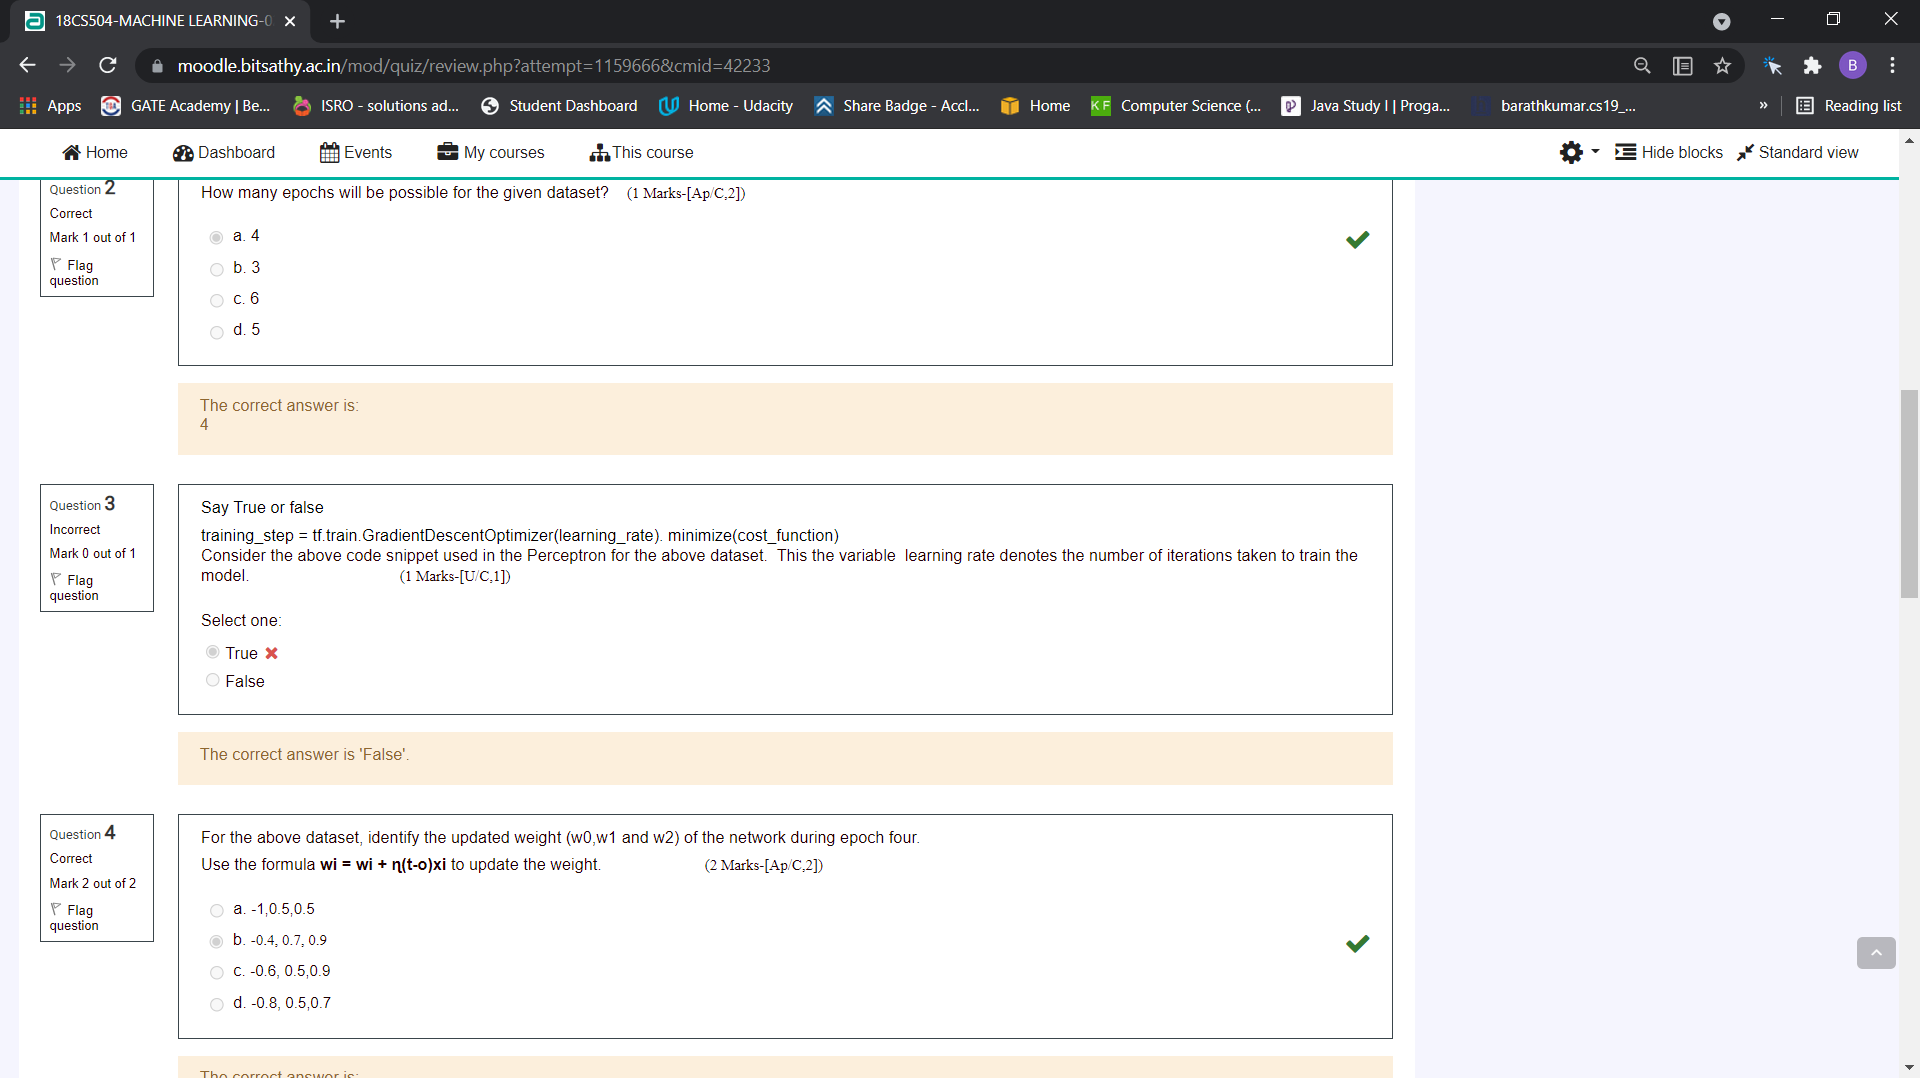 18CS504-MACHINE LEARNING-0
moodle.bitsathy.ac.in/mod/quiz/review.php?attempt=1159666&cmid=42233
B
Apps
GATE Academy | Be...
ISRO - solutions ad...
Student Dashboard
Home - Udacity
Share Badge - Accl...
Home
KF
Computer Science (...
Java Study I | Proga...
barathkumar.cs19_...
»
Reading list
Home
Dashboard
Events
My courses
This course
Hide blocks
Standard view
Question 2
Correct
Mark 1 out of 1
Flag
question
How many epochs will be possible for the given dataset? (1 Marks-[Ap/C,2])
a. 4
b. 3
c. 6
d. 5
The correct answer is:
4
Question 3
Incorrect
Mark 0 out of 1
Flag
question
Say True or false
training_step = tf.train.GradientDescentOptimizer(learning_rate). minimize(cost_function)
Consider the above code snippet used in the Perceptron for the above dataset. This the variable learning rate denotes the number of iterations taken to train the
model. (1 Marks-[U/C,1])
Select one:
True
False
The correct answer is 'False'.
Question 4
Correct
Mark 2 out of 2
Flag
question
For the above dataset, identify the updated weight (w0,w1 and w2) of the network during epoch four.
Use the formula wi = wi + η(t-o)xi to update the weight. (2 Marks-[Ap/C,2])
a. -1,0.5,0.5
b. -0.4, 0.7, 0.9
c. -0.6, 0.5,0.9
d. -0.8, 0.5,0.7
The correct answer is: